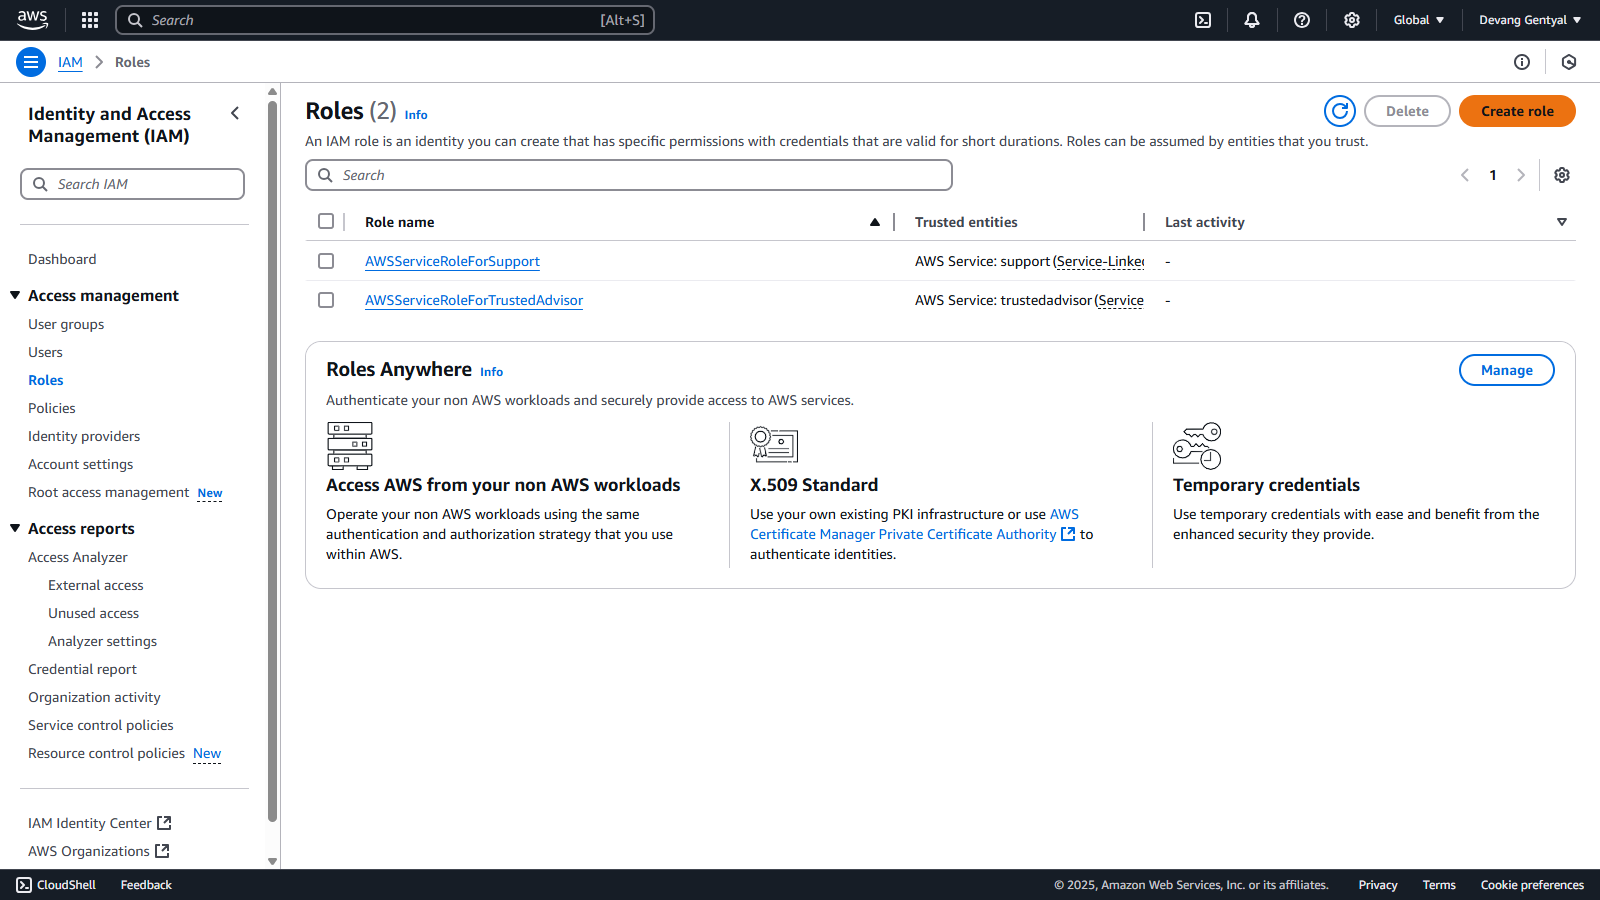 aws
Search [Alt+S]
Global
Devang Gentyal
IAM
Roles
Identity and Access
Management (IAM)
Search IAM
Dashboard
Access management
User groups
Users
Roles
Policies
Identity providers
Account settings
Root access management New
Access reports
Access Analyzer
External access
Unused access
Analyzer settings
Credential report
Organization activity
Service control policies
Resource control policies New
IAM Identity Center
AWS Organizations
Roles (2) Info
Delete
Create role
An IAM role is an identity you can create that has specific permissions with credentials that are valid for short durations. Roles can be assumed by entities that you trust.
Search
1
Role name Trusted entities Last activity
AWSServiceRoleForSupport AWS Service: support (Service-Linked -
AWSServiceRoleForTrustedAdvisor AWS Service: trustedadvisor (Service -
Roles Anywhere Info
Manage
Authenticate your non AWS workloads and securely provide access to AWS services.
Access AWS from your non AWS workloads
Operate your non AWS workloads using the same
authentication and authorization strategy that you use
within AWS.
X.509 Standard
Use your own existing PKI infrastructure or use AWS
Certificate Manager Private Certificate Authority to
authenticate identities.
Temporary credentials
Use temporary credentials with ease and benefit from the
enhanced security they provide.
CloudShell
Feedback
© 2025, Amazon Web Services, Inc. or its affiliates.
Privacy
Terms
Cookie preferences